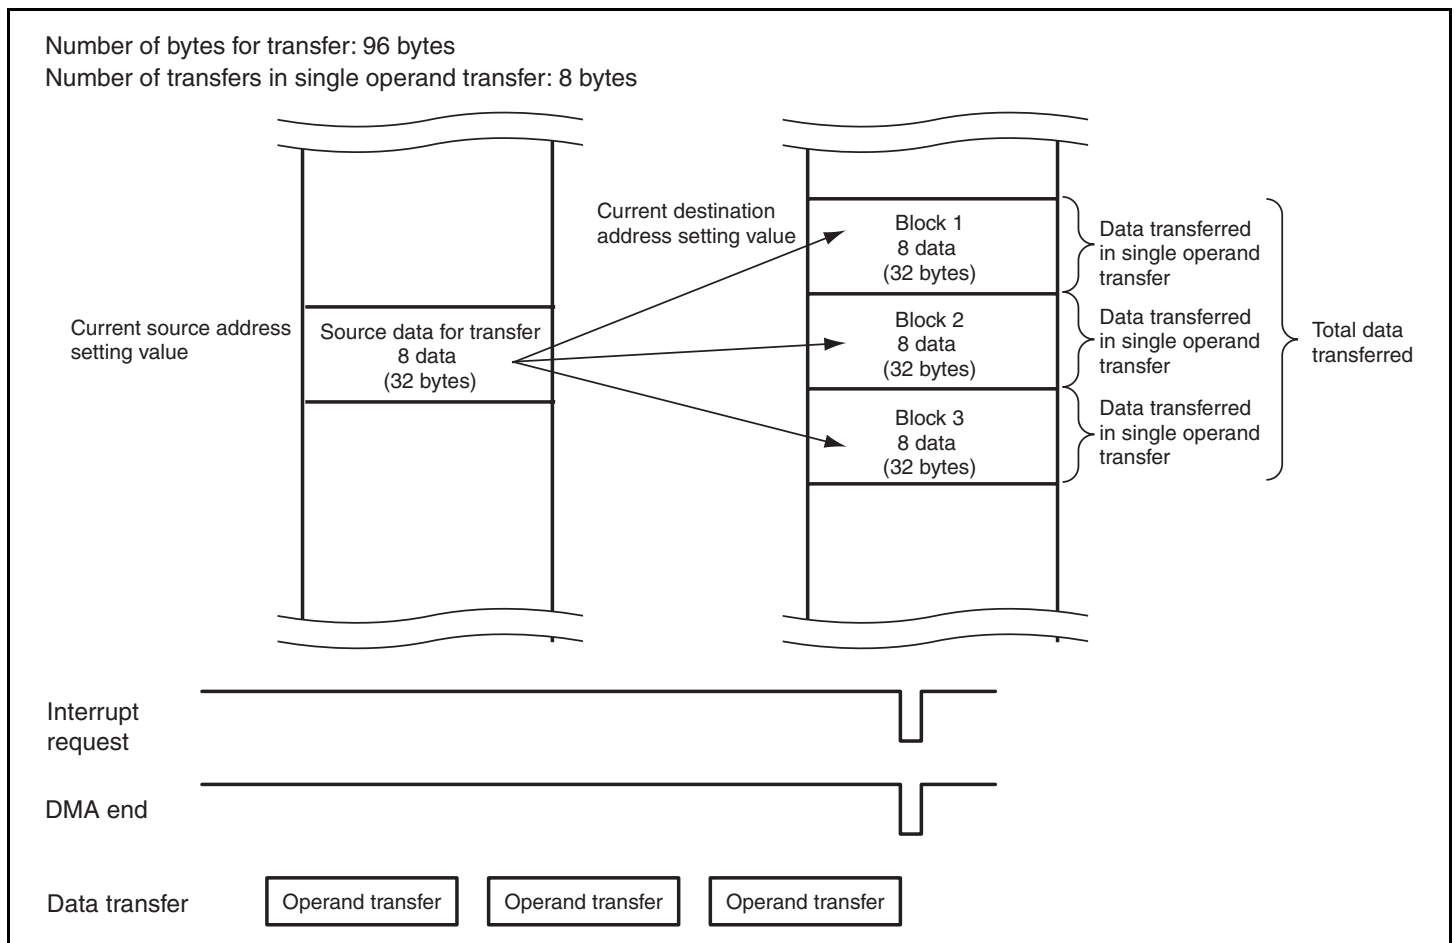 Number of bytes for transfer: 96 bytes
Number of transfers in single operand transfer: 8 bytes
Current source address
setting value
Source data for transfer
8 data
(32 bytes)
Current destination
address setting value
Block 1
8 data
(32 bytes)
Block 2
8 data
(32 bytes)
Block 3
8 data
(32 bytes)
Data transferred
in single operand
transfer
Data transferred
in single operand
transfer
Data transferred
in single operand
transfer
Total data
transferred
Interrupt
request
DMA end
Data transfer
Operand transfer
Operand transfer
Operand transfer